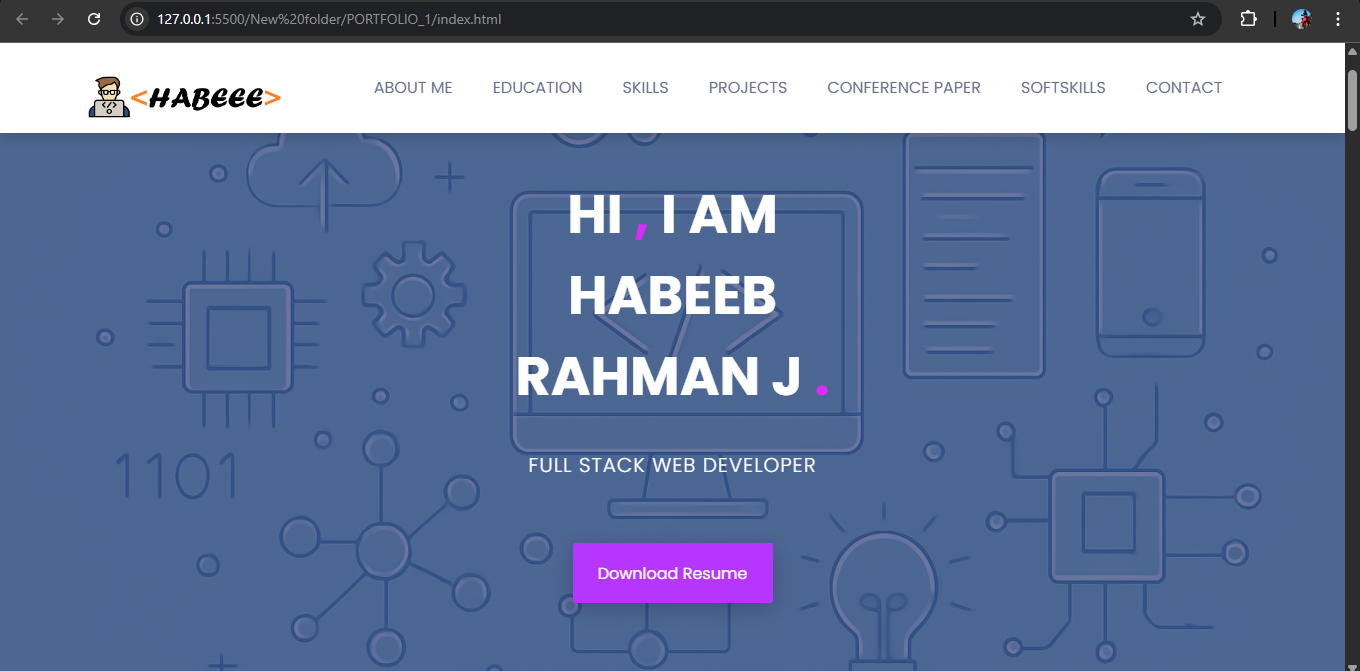 127.0.0.1:5500/New%20folder/PORTFOLIO_1/index.html
<HABEEE>
ABOUT ME EDUCATION SKILLS PROJECTS CONFERENCE PAPER SOFTSKILLS CONTACT
HI , I AM
HABEEB
RAHMAN J .
FULL STACK WEB DEVELOPER
1101
Download Resume